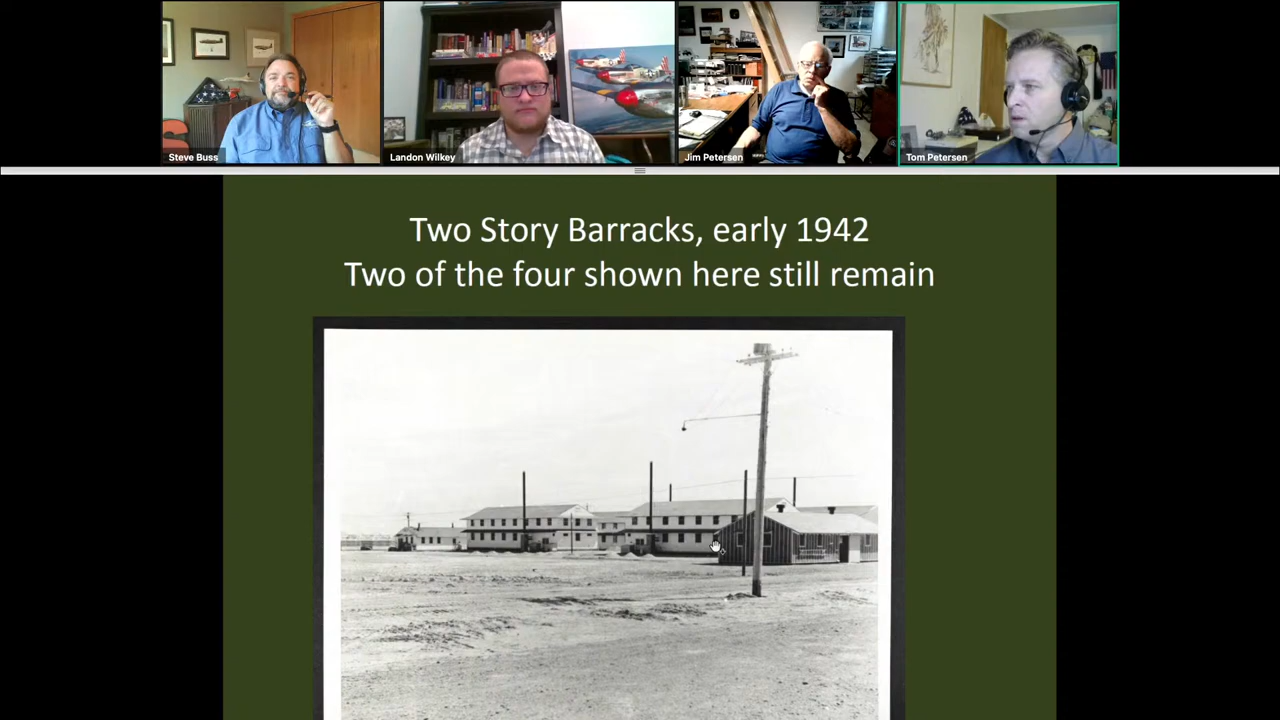 Steve Buss
Landon Wilkey
Jim Petersen
Tom Petersen
Two Story Barracks, early 1942
Two of the four shown here still remain